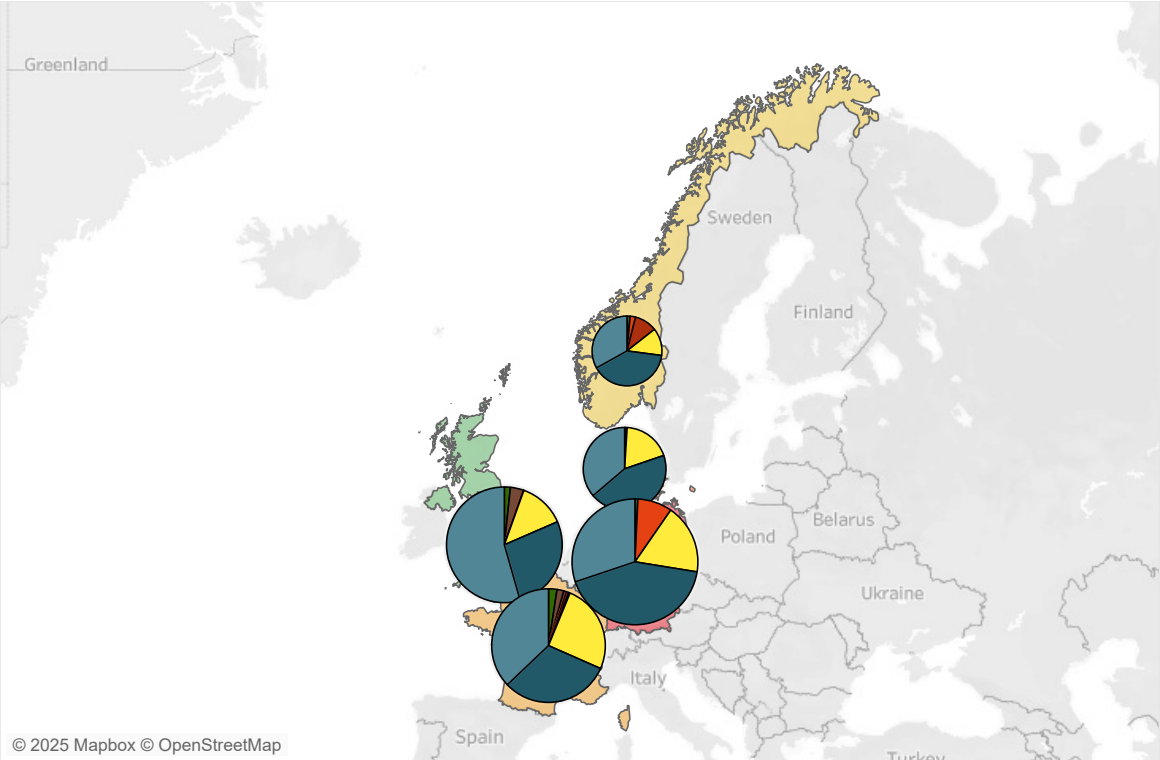 Greenland
Sweden
Finland
Poland
Belarus
Ukraine
Italy
Spain
Turkey
© 2025 Mapbox © OpenStreetMap